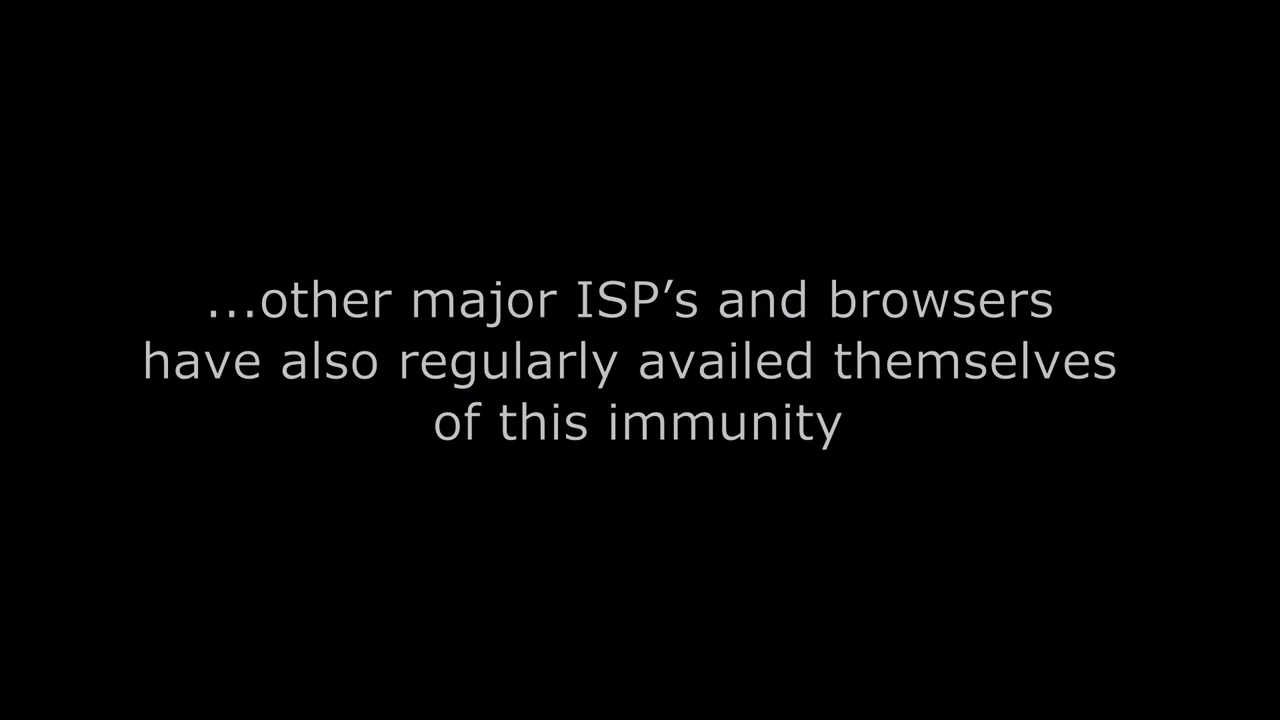 ...other major ISP’s and browsers
have also regularly availed themselves
of this immunity